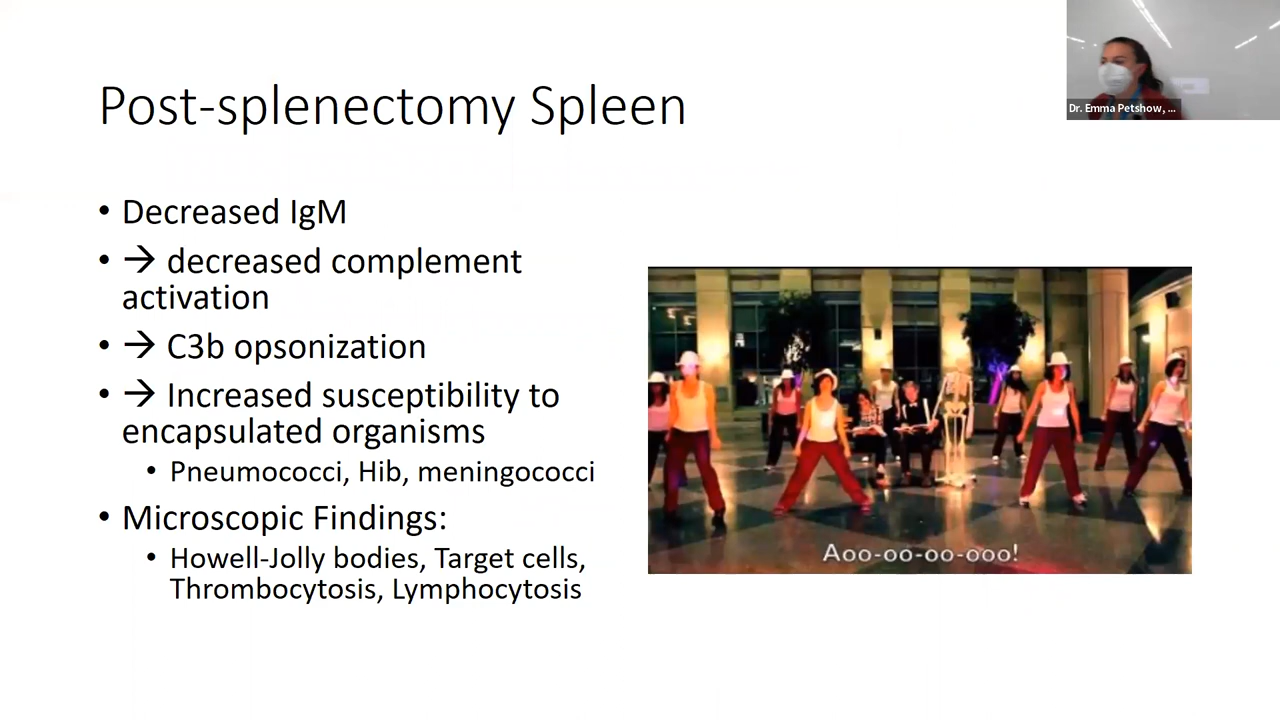 Dr. Emma Petshow, ...
Post-splenectomy Spleen
• Decreased IgM
• → decreased complement
activation
• → C3b opsonization
• → Increased susceptibility to
encapsulated organisms
• Pneumococci, Hib, meningococci
• Microscopic Findings:
• Howell-Jolly bodies, Target cells,
Thrombocytosis, Lymphocytosis
Aoo-oo-oo-ooo!